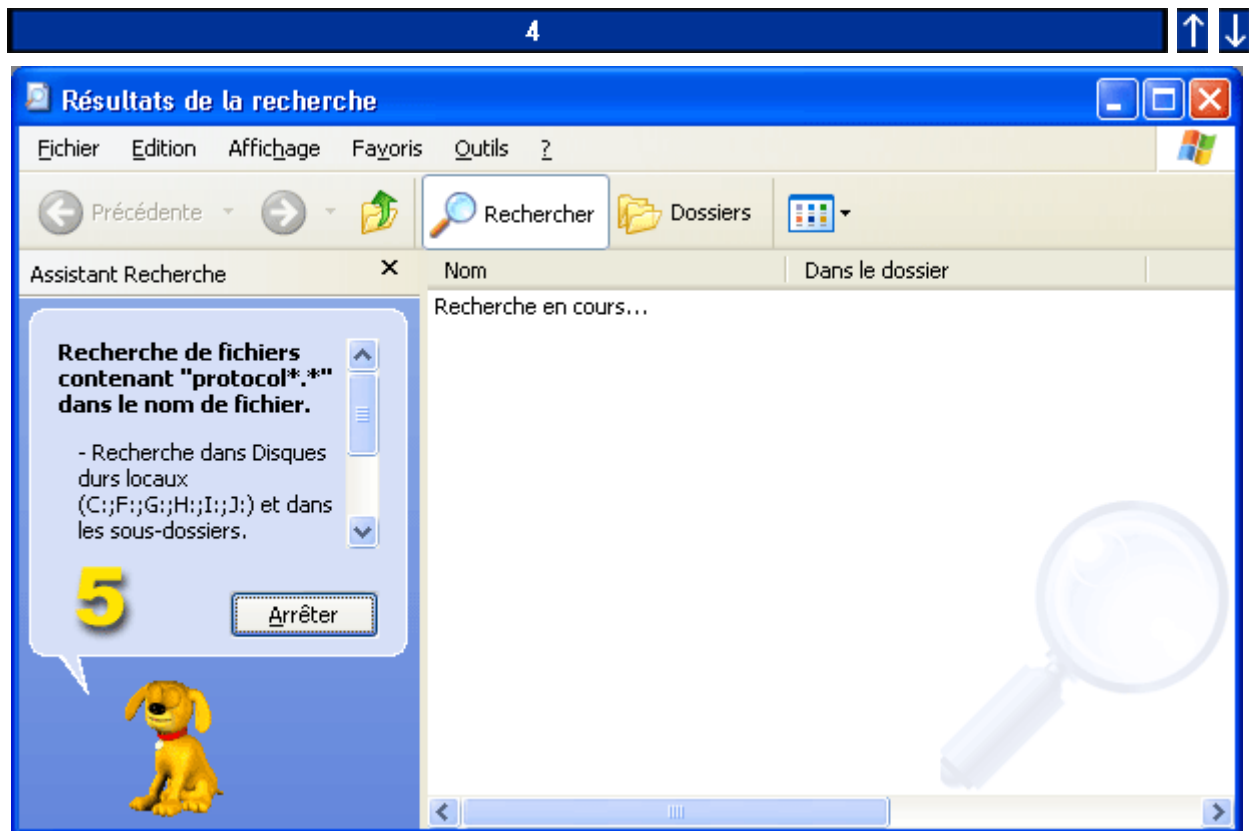 4
Résultats de la recherche
Fichier Edition Affichage Favoris Outils ?
Précédente Rechercher Dossiers
Assistant Recherche
Nom Dans le dossier
Recherche en cours...
Recherche de fichiers
contenant "protocol*.*"
dans le nom de fichier.
- Recherche dans Disques
durs locaux
(C:;F:;G:;H:;I:;J:) et dans
les sous-dossiers.
5
Arrêter